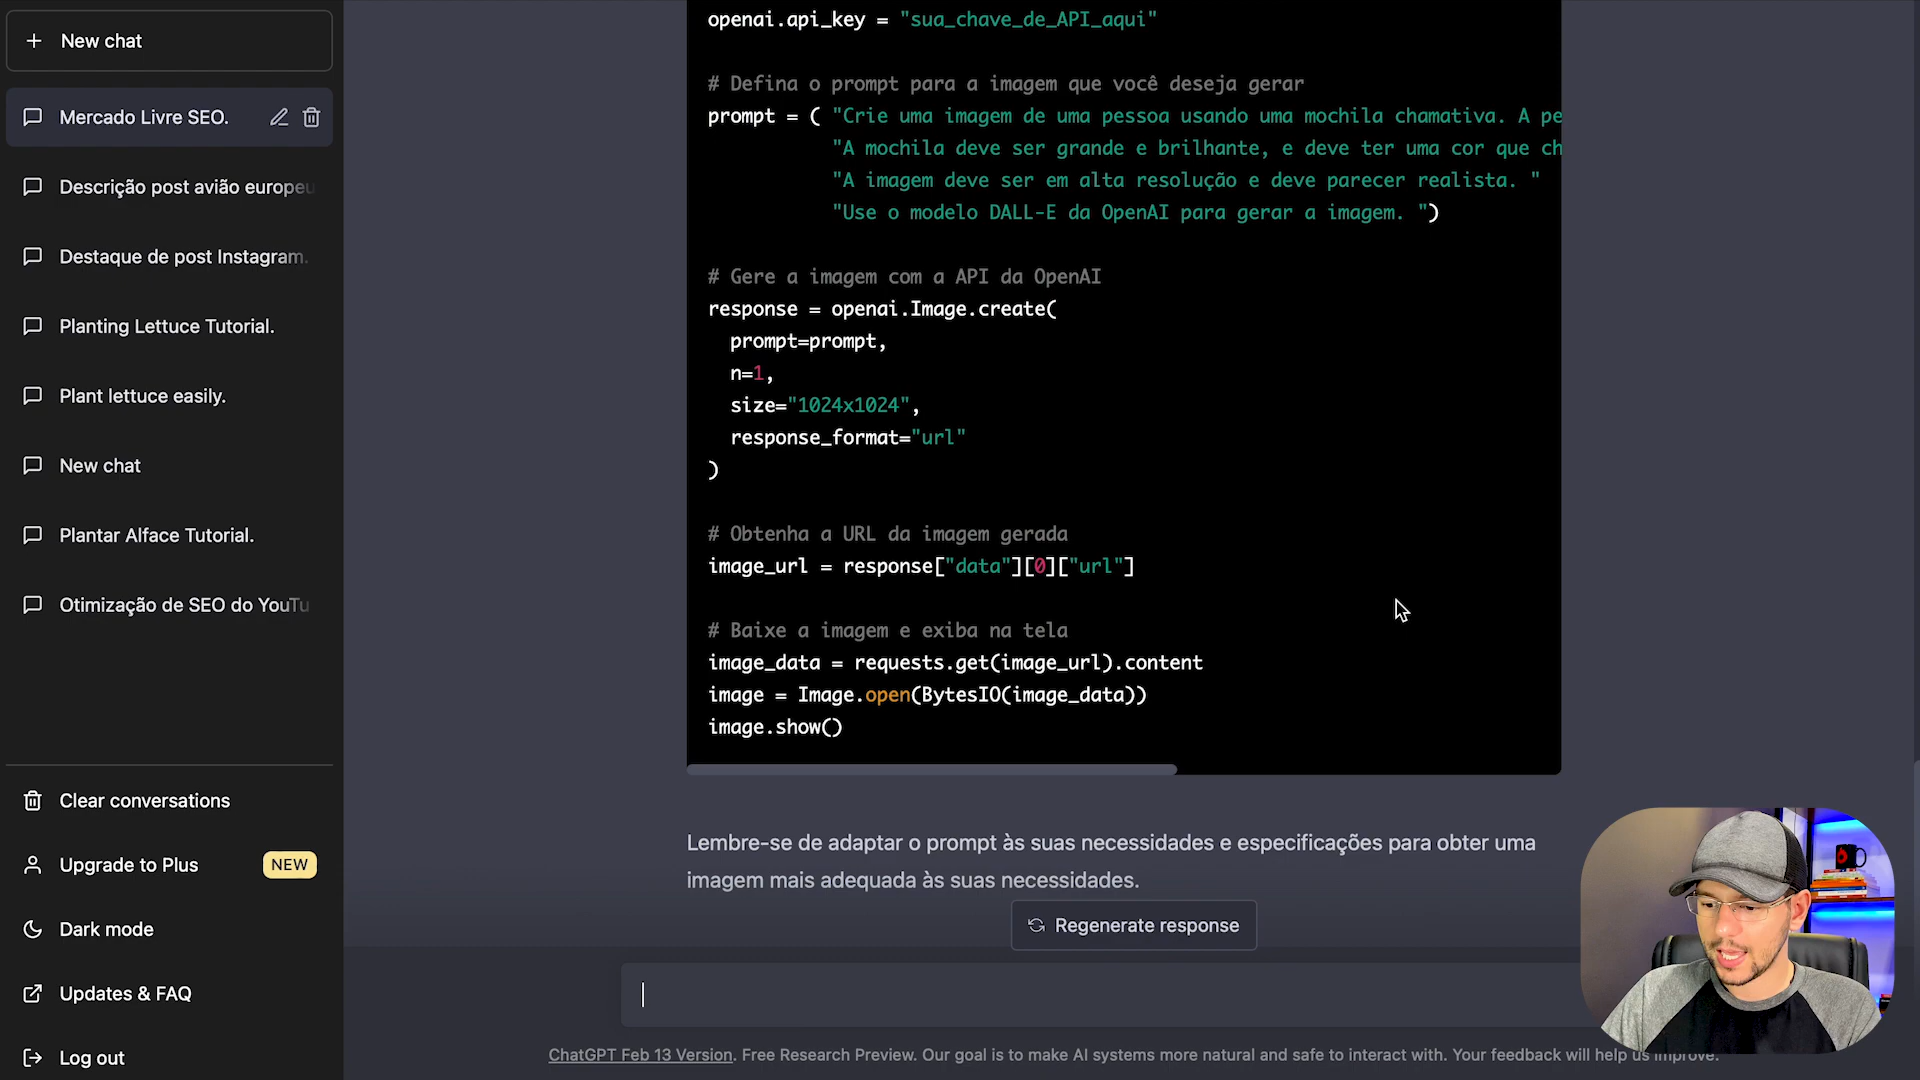 New chat
Mercado Livre SEO.
Descrição post avião europeu
Destaque de post Instagram.
Planting Lettuce Tutorial.
Plant lettuce easily.
New chat
Plantar Alface Tutorial.
Otimização de SEO do YouTu
Clear conversations
Upgrade to Plus NEW
Dark mode
Updates & FAQ
Log out
openai.api_key = "sua_chave_de_API_aqui"
# Defina o prompt para a imagem que você deseja gerar
prompt = ( "Crie uma imagem de uma pessoa usando uma mochila chamativa. A pe
"A mochila deve ser grande e brilhante, e deve ter uma cor que ch
"A imagem deve ser em alta resolução e deve parecer realista. "
"Use o modelo DALL-E da OpenAI para gerar a imagem. ")
# Gere a imagem com a API da OpenAI
response = openai.Image.create(
prompt=prompt,
n=1,
size="1024x1024",
response_format="url"
)
# Obtenha a URL da imagem gerada
image_url = response["data"][0]["url"]
# Baixe a imagem e exiba na tela
image_data = requests.get(image_url).content
image = Image.open(BytesIO(image_data))
image.show()
Lembre-se de adaptar o prompt às suas necessidades e especificações para obter uma
imagem mais adequada às suas necessidades.
Regenerate response
ChatGPT Feb 13 Version. Free Research Preview. Our goal is to make AI systems more natural and safe to interact with. Your feedback will help us improve.